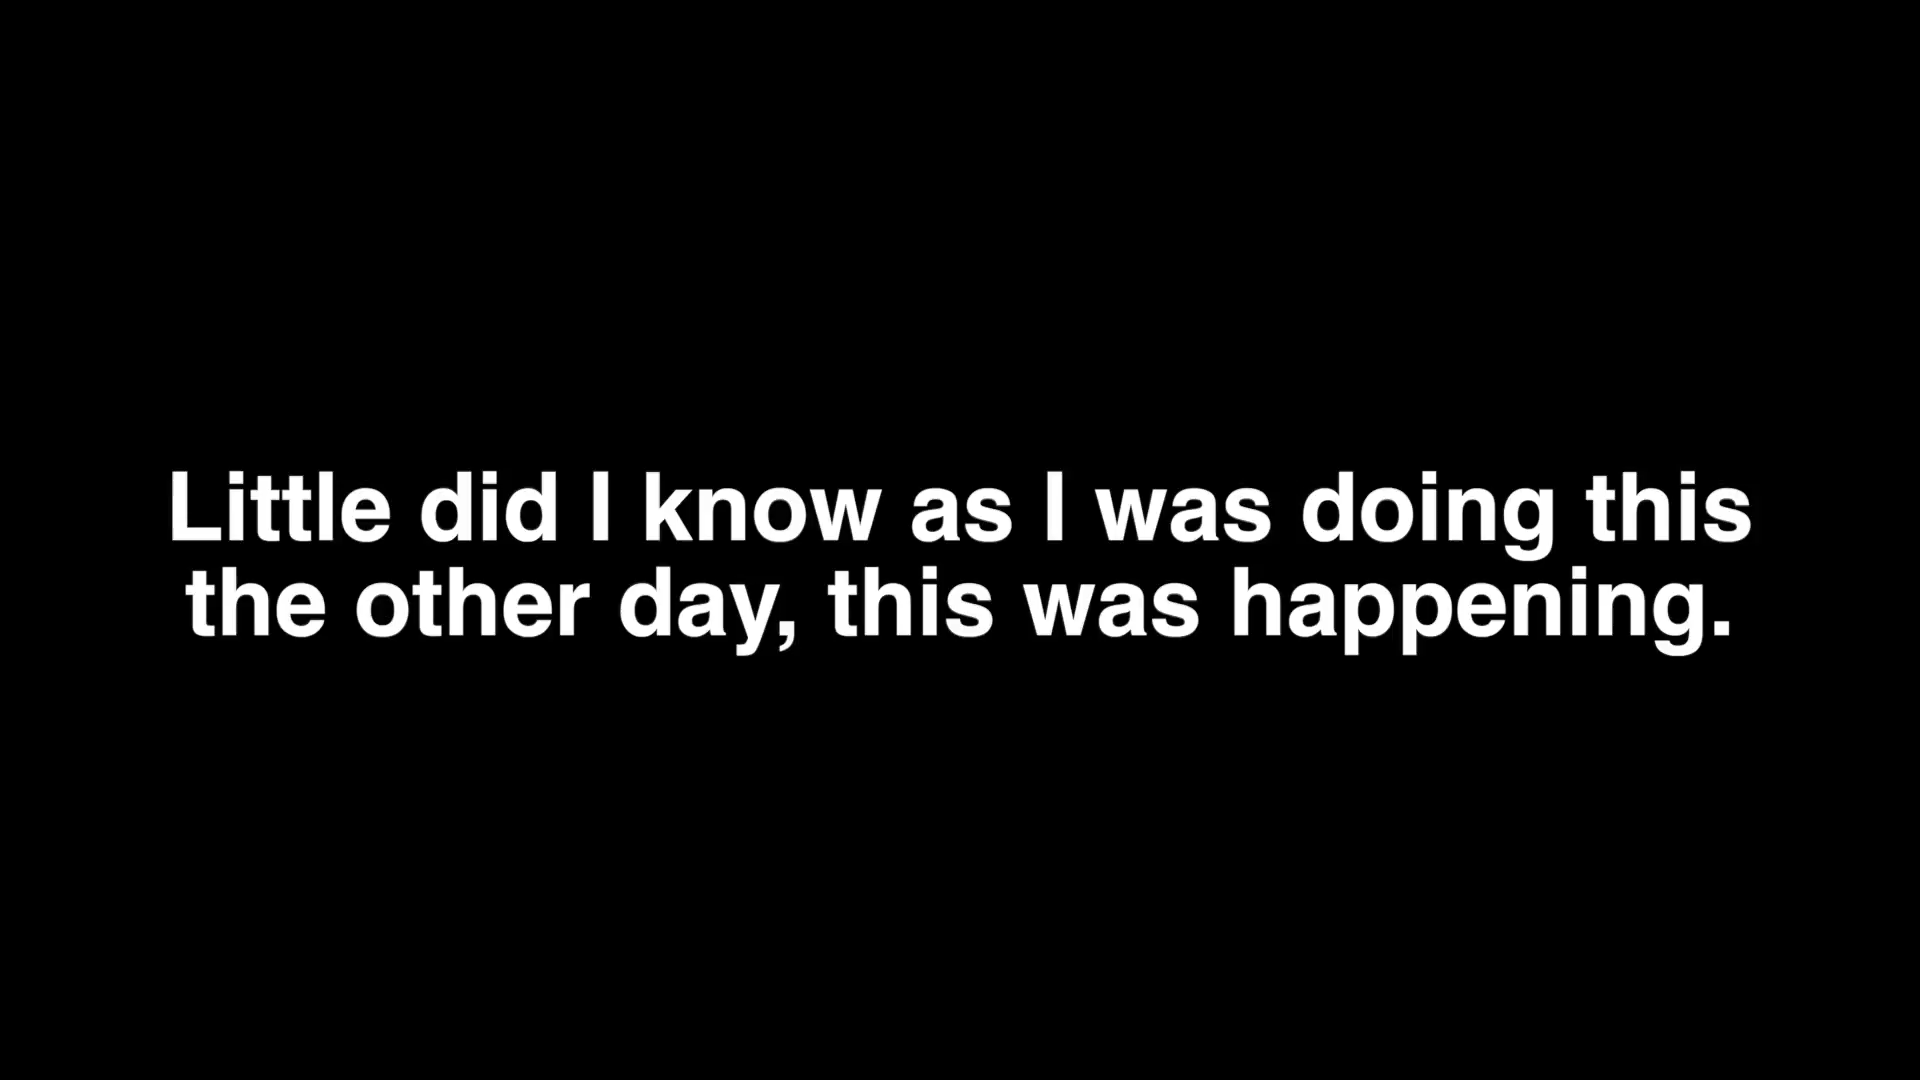 Little did I know as I was doing this
the other day, this was happening.